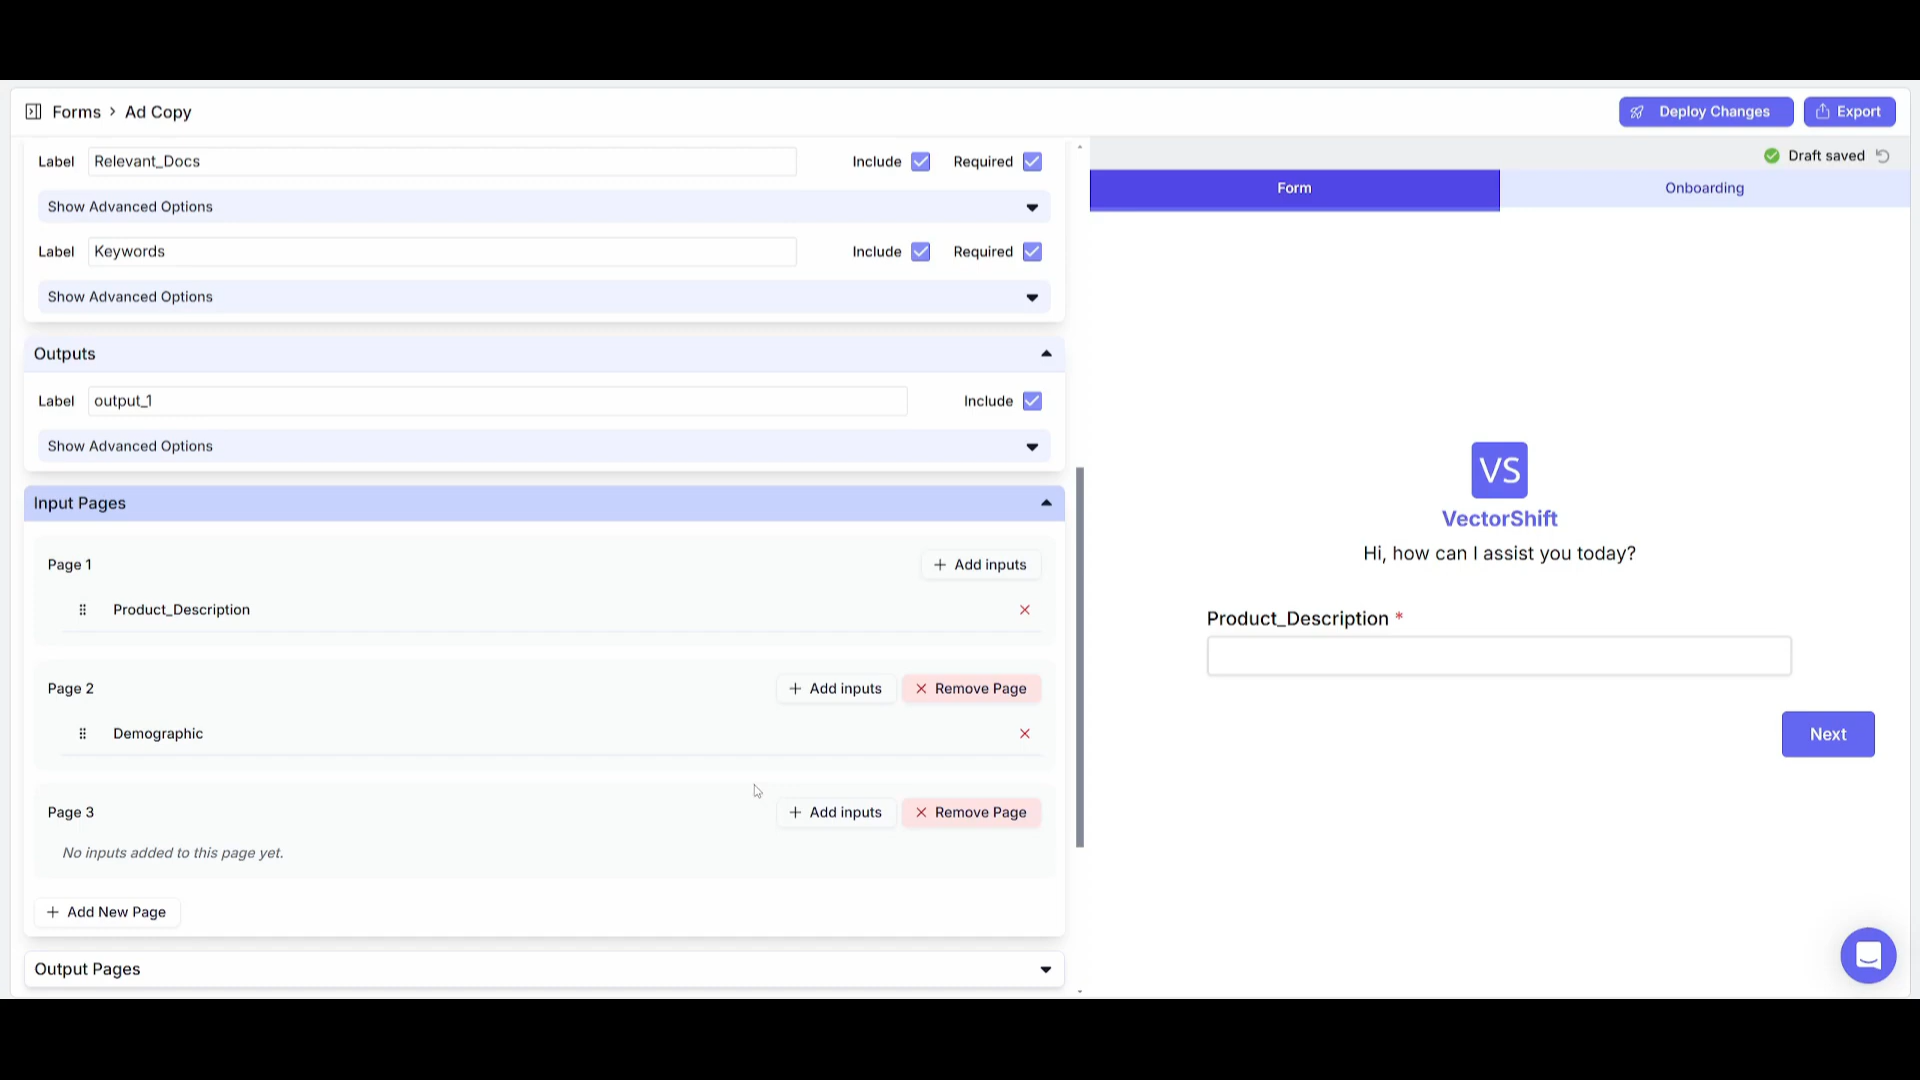 Forms > Ad Copy
Deploy Changes
Export
Label Relevant_Docs Include Required
Show Advanced Options
Label Keywords Include Required
Show Advanced Options
Outputs
Label output_1 Include
Show Advanced Options
Input Pages
Page 1 + Add inputs
Product_Description
Page 2 + Add inputs × Remove Page
Demographic
Page 3 + Add inputs × Remove Page
No inputs added to this page yet.
+ Add New Page
Output Pages
Draft saved
Form Onboarding
VS
VectorShift
Hi, how can I assist you today?
Product_Description *
Next